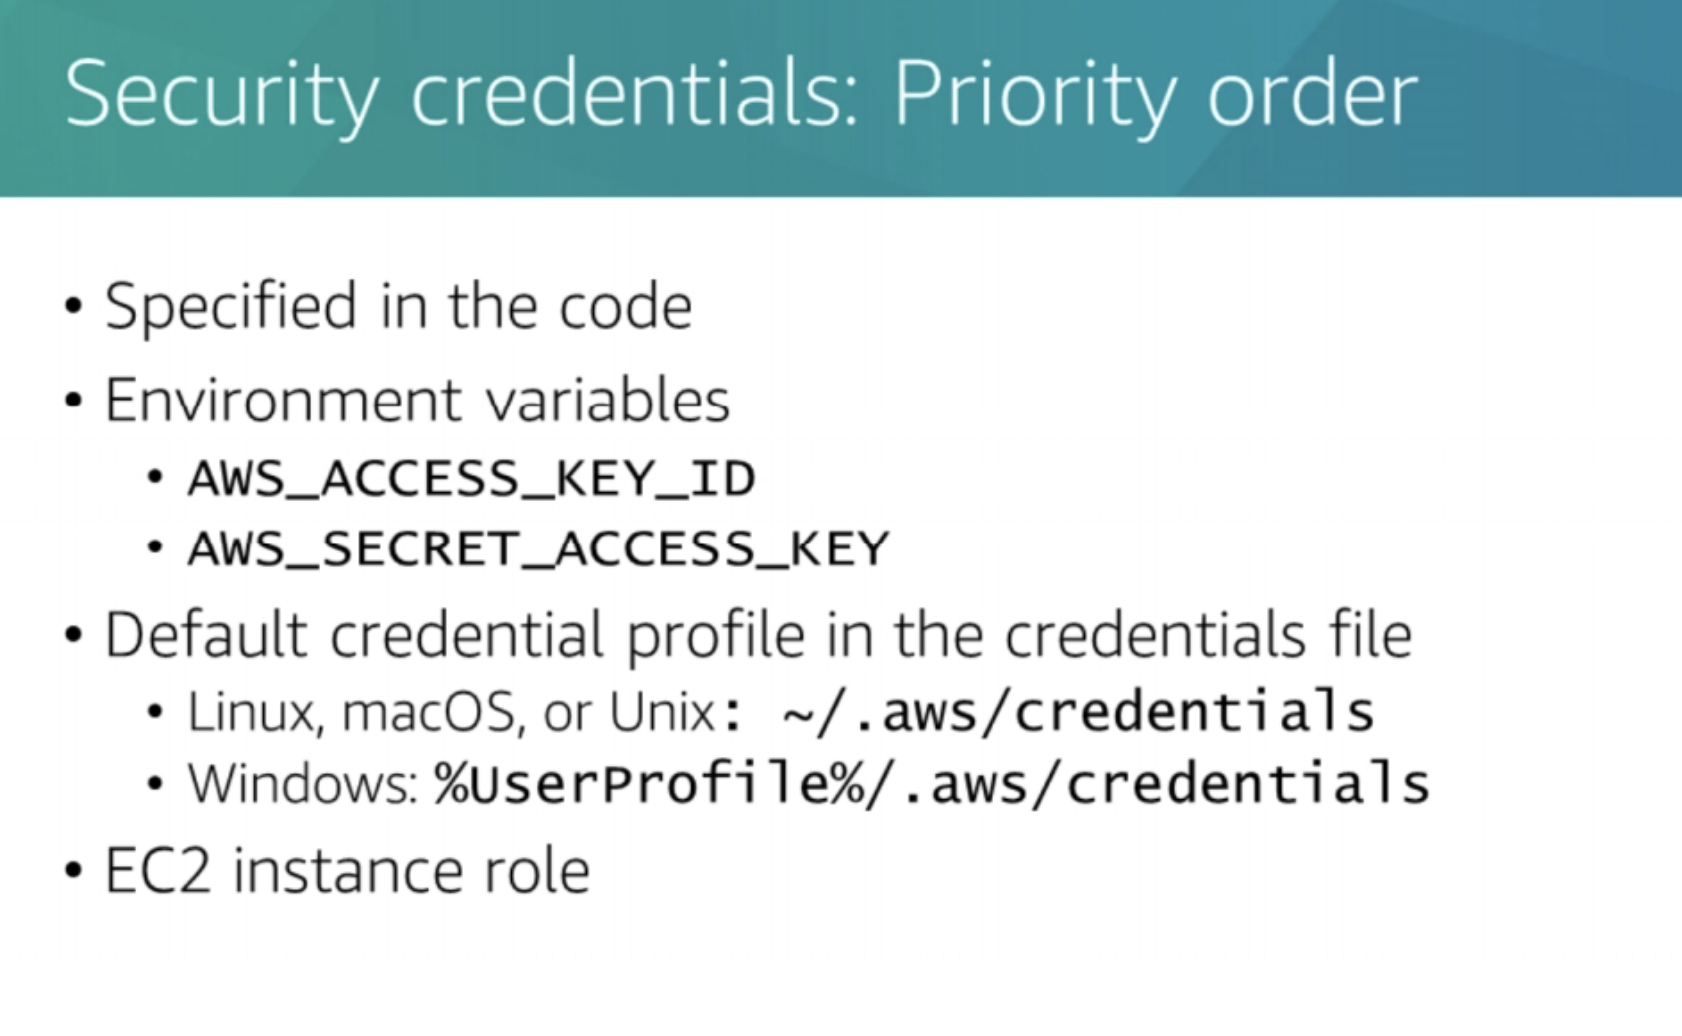 Security credentials: Priority order
• Specified in the code
• Environment variables
• AWS_ACCESS_KEY_ID
• AWS_SECRET_ACCESS_KEY
• Default credential profile in the credentials file
• Linux, macOS, or Unix: ~/.aws/credentials
• Windows: %UserProfile%/.aws/credentials
• EC2 instance role